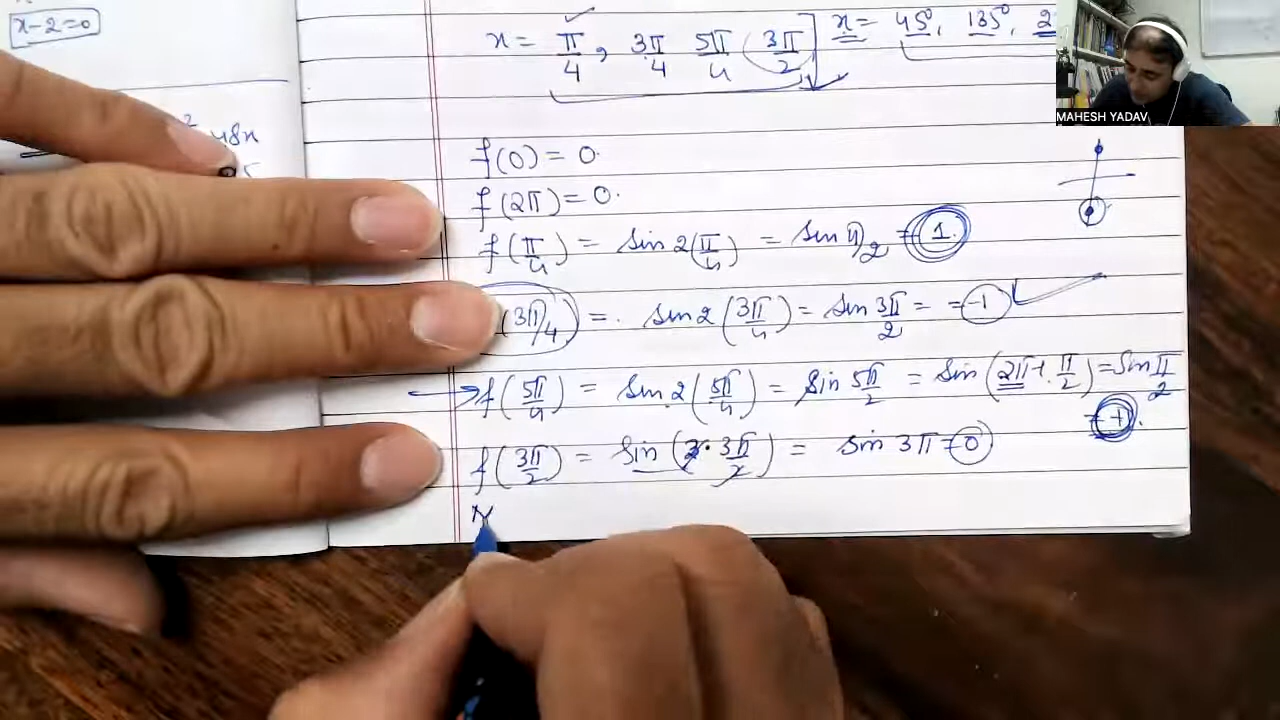 x-2=0
x = π/4, 3π/4 5π/4 3π/2 x = 45°, 135°, 2
48x
MAHESH YADAV
f(0) = 0.
f(2π) = 0.
f(π/4) = sin 2(π/4) = sin π/2 = 1.
(3π/4) = . sin 2(3π/4) = sin 3π/2 = = -1
→ f(5π/4) = sin 2(5π/4) = sin 5π/2 = sin(2π + π/2) = sin π/2
= 1.
f(3π/2) = sin (2. 3π/2) = sin 3π = 0